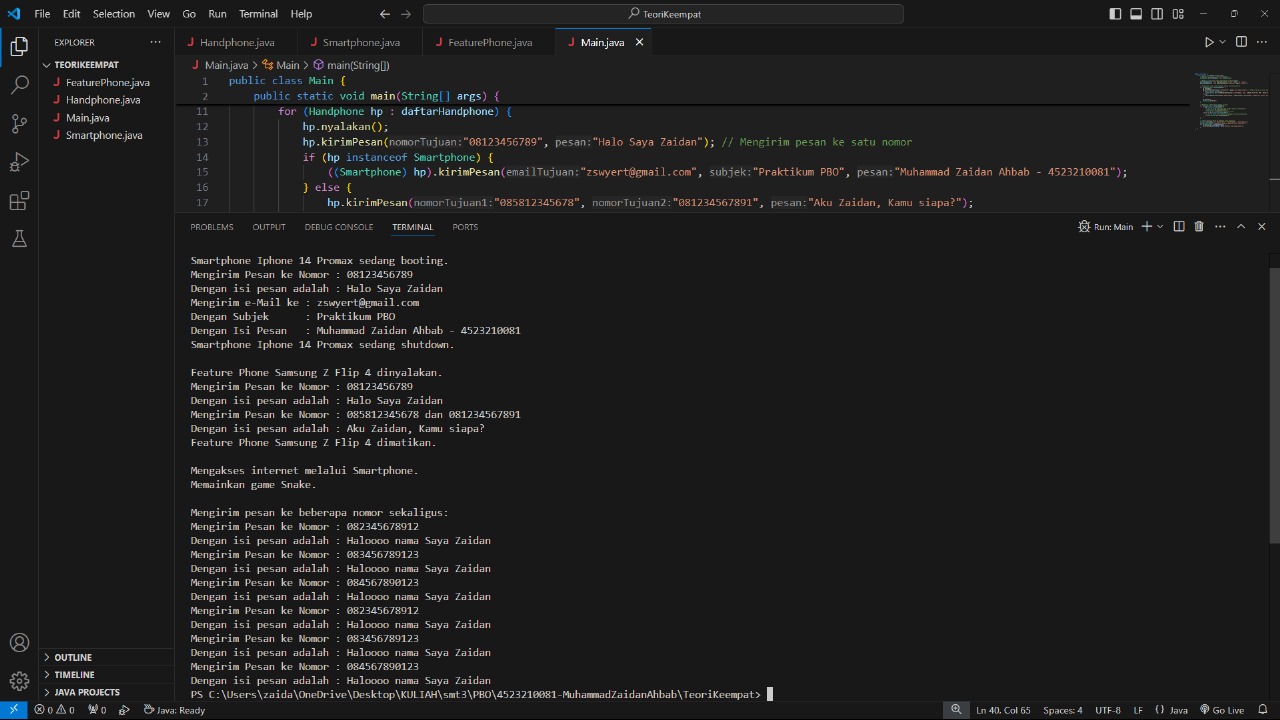 File Edit Selection View Go Run Terminal Help
TeoriKeempat
EXPLORER
TEORIKEEMPAT
FeaturePhone.java
Handphone.java
Main.java
Smartphone.java
OUTLINE
TIMELINE
JAVA PROJECTS
Handphone.java Smartphone.java FeaturePhone.java Main.java
Main.java > Main > main(String[])
1 public class Main {
2 public static void main(String[] args) {
11 for (Handphone hp : daftarHandphone) {
12 hp.nyalakan();
13 hp.kirimPesan(nomorTujuan:"08123456789", pesan:"Halo Saya Zaidan"); // Mengirim pesan ke satu nomor
14 if (hp instanceof Smartphone) {
15 ((Smartphone) hp).kirimPesan(emailTujuan:"zswyert@gmail.com", subjek:"Praktikum PBO", pesan:"Muhammad Zaidan Ahbab - 4523210081");
16 } else {
17 hp.kirimPesan(nomorTujuan1:"085812345678", nomorTujuan2:"081234567891", pesan:"Aku Zaidan, Kamu siapa?");
PROBLEMS OUTPUT DEBUG CONSOLE TERMINAL PORTS
Run: Main
Smartphone Iphone 14 Promax sedang booting.
Mengirim Pesan ke Nomor : 08123456789
Dengan isi pesan adalah : Halo Saya Zaidan
Mengirim e-Mail ke : zswyert@gmail.com
Dengan Subjek : Praktikum PBO
Dengan Isi Pesan : Muhammad Zaidan Ahbab - 4523210081
Smartphone Iphone 14 Promax sedang shutdown.
Feature Phone Samsung Z Flip 4 dinyalakan.
Mengirim Pesan ke Nomor : 08123456789
Dengan isi pesan adalah : Halo Saya Zaidan
Mengirim Pesan ke Nomor : 085812345678 dan 081234567891
Dengan isi pesan adalah : Aku Zaidan, Kamu siapa?
Feature Phone Samsung Z Flip 4 dimatikan.
Mengakses internet melalui Smartphone.
Memainkan game Snake.
Mengirim pesan ke beberapa nomor sekaligus:
Mengirim Pesan ke Nomor : 082345678912
Dengan isi pesan adalah : Haloooo nama Saya Zaidan
Mengirim Pesan ke Nomor : 083456789123
Dengan isi pesan adalah : Haloooo nama Saya Zaidan
Mengirim Pesan ke Nomor : 084567890123
Dengan isi pesan adalah : Haloooo nama Saya Zaidan
Mengirim Pesan ke Nomor : 082345678912
Dengan isi pesan adalah : Haloooo nama Saya Zaidan
Mengirim Pesan ke Nomor : 083456789123
Dengan isi pesan adalah : Haloooo nama Saya Zaidan
Mengirim Pesan ke Nomor : 084567890123
Dengan isi pesan adalah : Haloooo nama Saya Zaidan
PS C:\Users\zaida\OneDrive\Desktop\KULIAH\smt3\PBO\4523210081-MuhammadZaidanAhbab\TeoriKeempat>
0 0 0 Java: Ready Ln 40, Col 65 Spaces: 4 UTF-8 LF {} Java Go Live